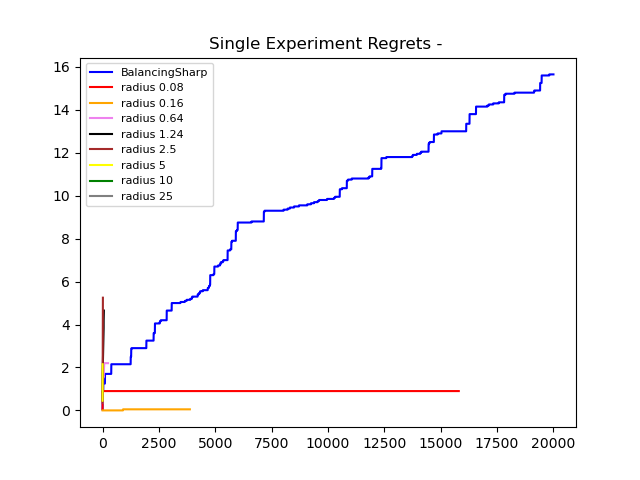 Single Experiment Regrets -
16
14
12
10
8
6
4
2
0
BalancingSharp
radius 0.08
radius 0.16
radius 0.64
radius 1.24
radius 2.5
radius 5
radius 10
radius 25
0 2500 5000 7500 10000 12500 15000 17500 20000